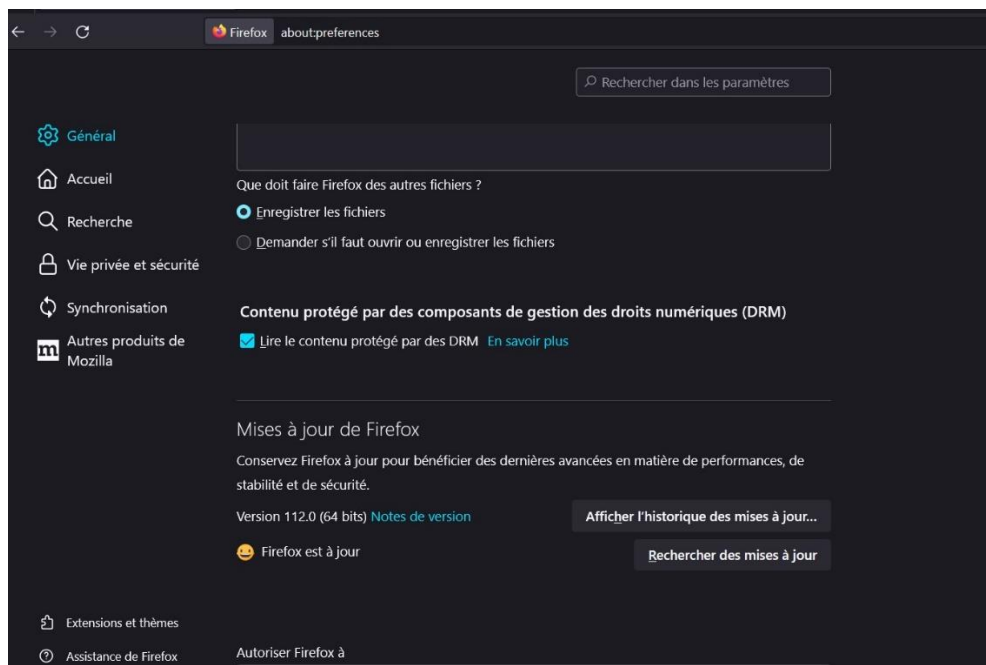 Firefox about:preferences
Rechercher dans les paramètres
Général
Accueil
Recherche
Vie privée et sécurité
Synchronisation
Autres produits de
Mozilla
Extensions et thèmes
Assistance de Firefox
Que doit faire Firefox des autres fichiers ?
Enregistrer les fichiers
Demander s'il faut ouvrir ou enregistrer les fichiers
Contenu protégé par des composants de gestion des droits numériques (DRM)
Lire le contenu protégé par des DRM En savoir plus
Mises à jour de Firefox
Conservez Firefox à jour pour bénéficier des dernières avancées en matière de performances, de
stabilité et de sécurité.
Version 112.0 (64 bits) Notes de version
Afficher l'historique des mises à jour...
Firefox est à jour
Rechercher des mises à jour
Autoriser Firefox à